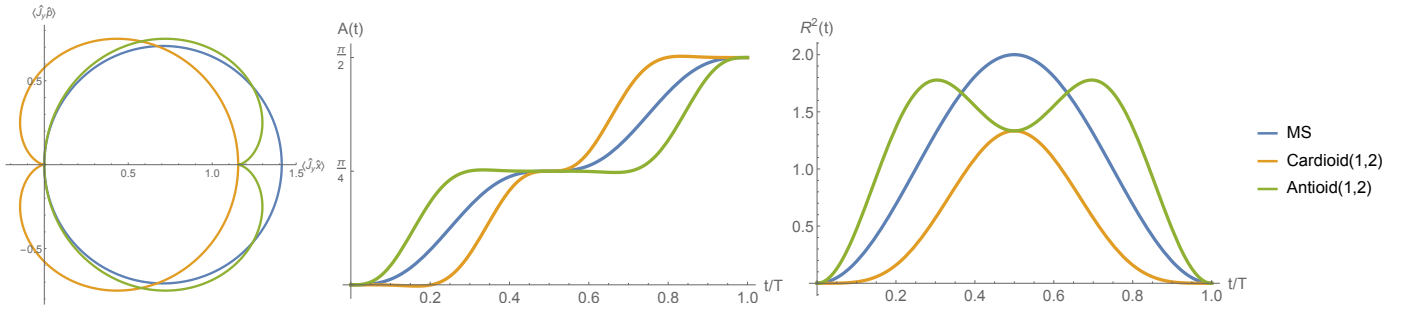 ⟨Ĵyp̂⟩
0.5
-0.5
0.5
1.0
1.5
⟨Ĵyx̂⟩
A(t)
π/2
π/4
0.2
0.4
0.6
0.8
1.0
t/T
R²(t)
2.0
1.5
1.0
0.5
0.2
0.4
0.6
0.8
1.0
t/T
MS
Cardioid(1,2)
Antioid(1,2)